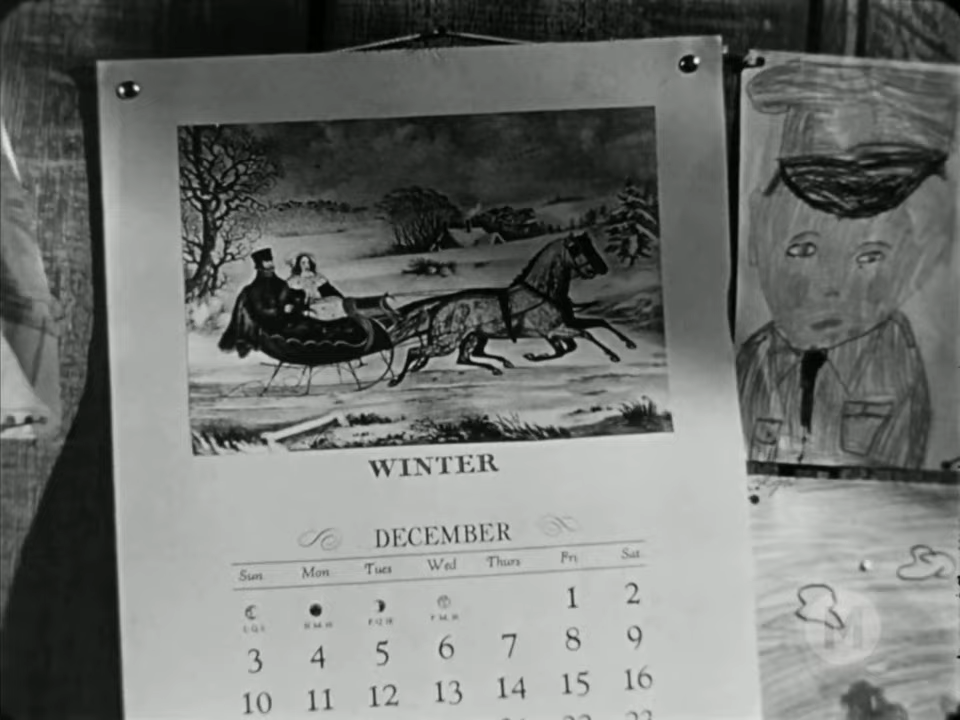 WINTER
DECEMBER
Sun Mon Tues Wed Thurs Fri Sat
1 2
3 4 5 6 7 8 9
10 11 12 13 14 15 16
M